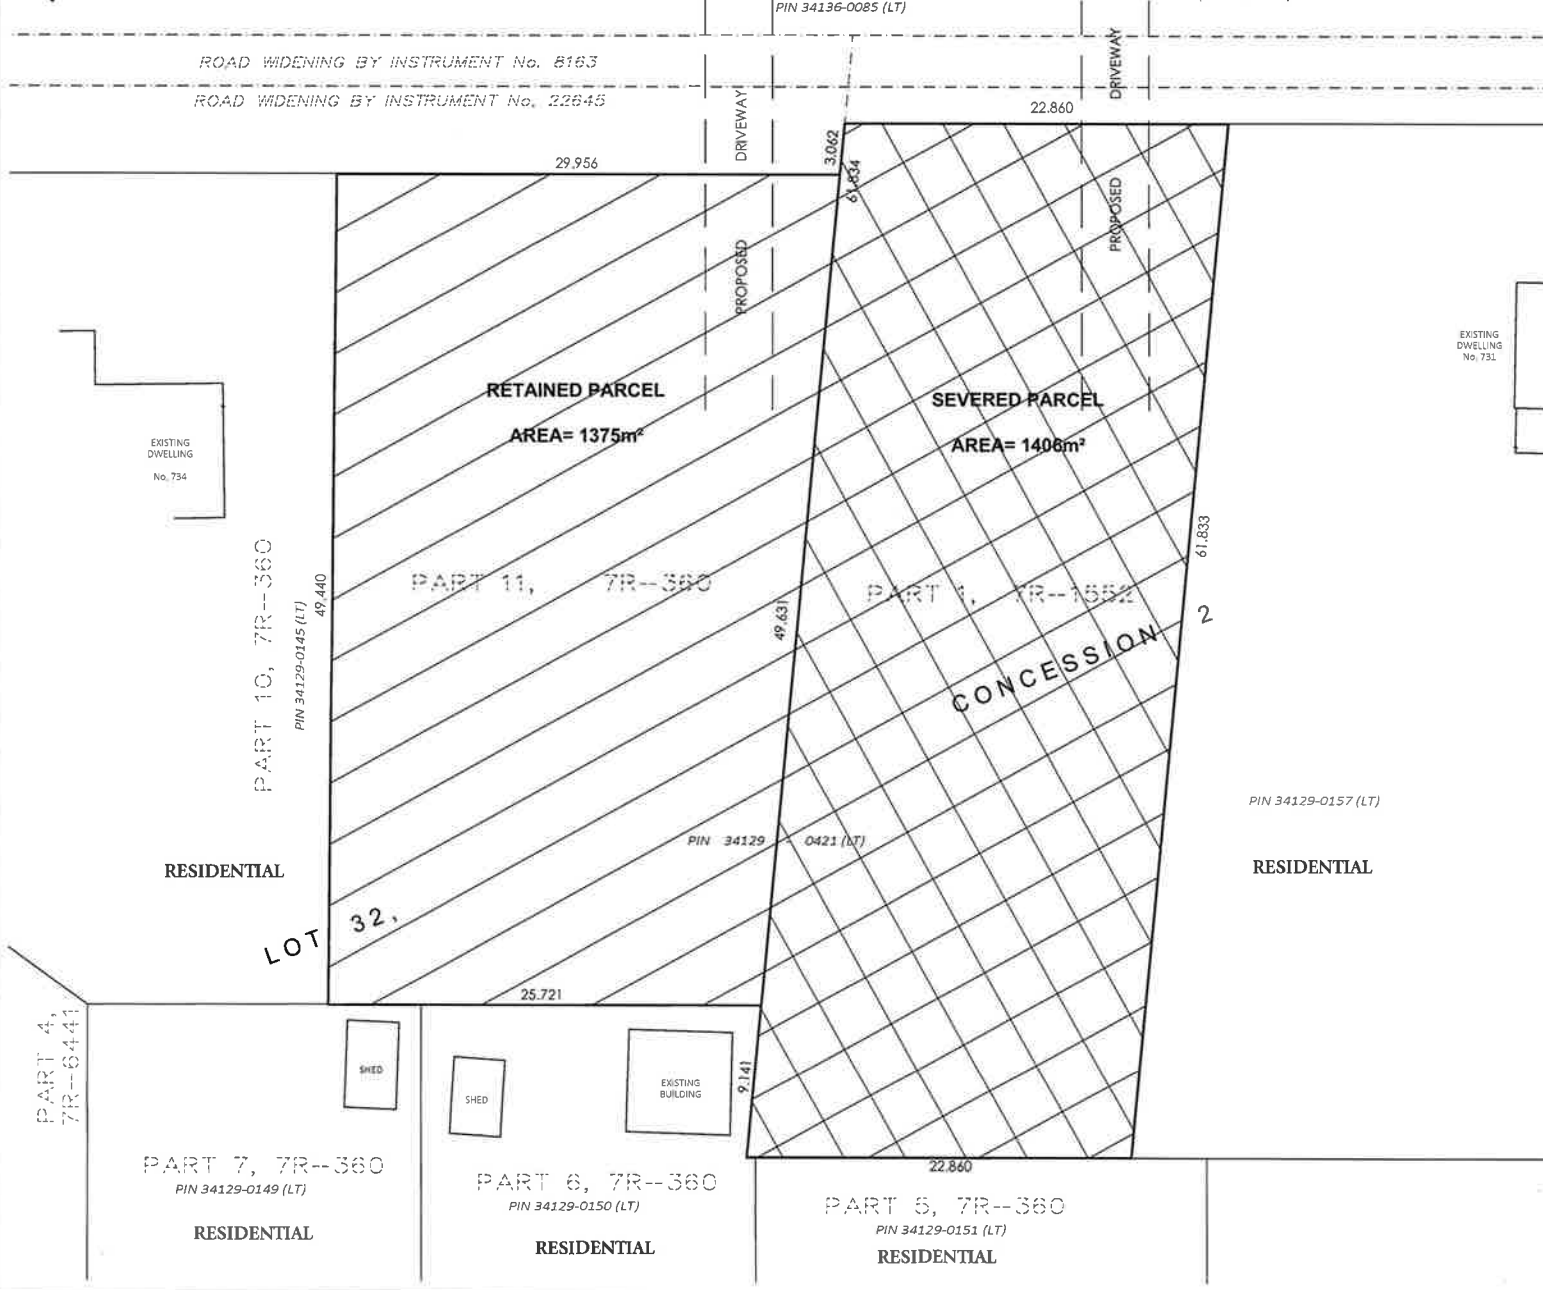 PIN 34136-0085 (LT)
ROAD WIDENING BY INSTRUMENT No. 8163
ROAD WIDENING BY INSTRUMENT No. 22645
DRIVEWAY
DRIVEWAY
22.860
29.956
3.062
61.834
PROPOSED
PROPOSED
EXISTING
DWELLING
No. 731
RETAINED PARCEL
AREA= 1375m²
SEVERED PARCEL
AREA= 1406m²
EXISTING
DWELLING
No. 734
PART 10, 7R--360
PIN 34129-0145 (LT)
49.440
PART 11, 7R--360
49.631
PART 1, 7R--1552
61.833
CONCESSION 2
PIN 34129 - 0421 (LT)
PIN 34129-0157 (LT)
RESIDENTIAL
RESIDENTIAL
LOT 32,
25.721
PART 4,
7R--6441
SHED
SHED
EXISTING
BUILDING
9.141
22.860
PART 7, 7R--360
PIN 34129-0149 (LT)
RESIDENTIAL
PART 6, 7R--360
PIN 34129-0150 (LT)
RESIDENTIAL
PART 5, 7R--360
PIN 34129-0151 (LT)
RESIDENTIAL